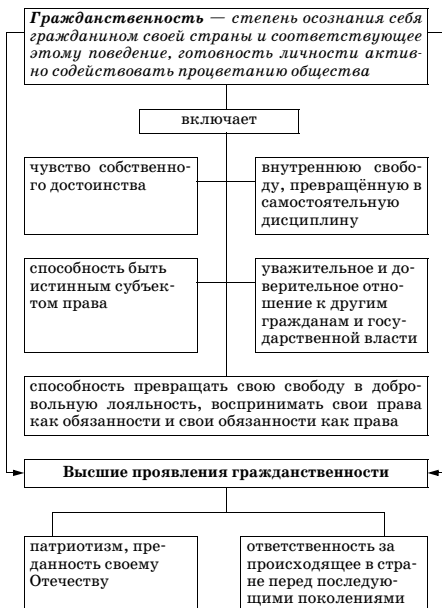 Гражданственность — степень осознания себя
гражданином своей страны и соответствующее
этому поведение, готовность личности актив-
но содействовать процветанию общества
включает
чувство собственно-
го достоинства
внутреннюю свобо-
ду, превращённую в
самостоятельную
дисциплину
способность быть
истинным субъек-
том права
уважительное и до-
верительное отно-
шение к другим
гражданам и госу-
дарственной власти
способность превращать свою свободу в добро-
вольную лояльность, воспринимать свои права
как обязанности и свои обязанности как права
Высшие проявления гражданственности
патриотизм, пре-
данность своему
Отечеству
ответственность за
происходящее в стра-
не перед последую-
щими поколениями